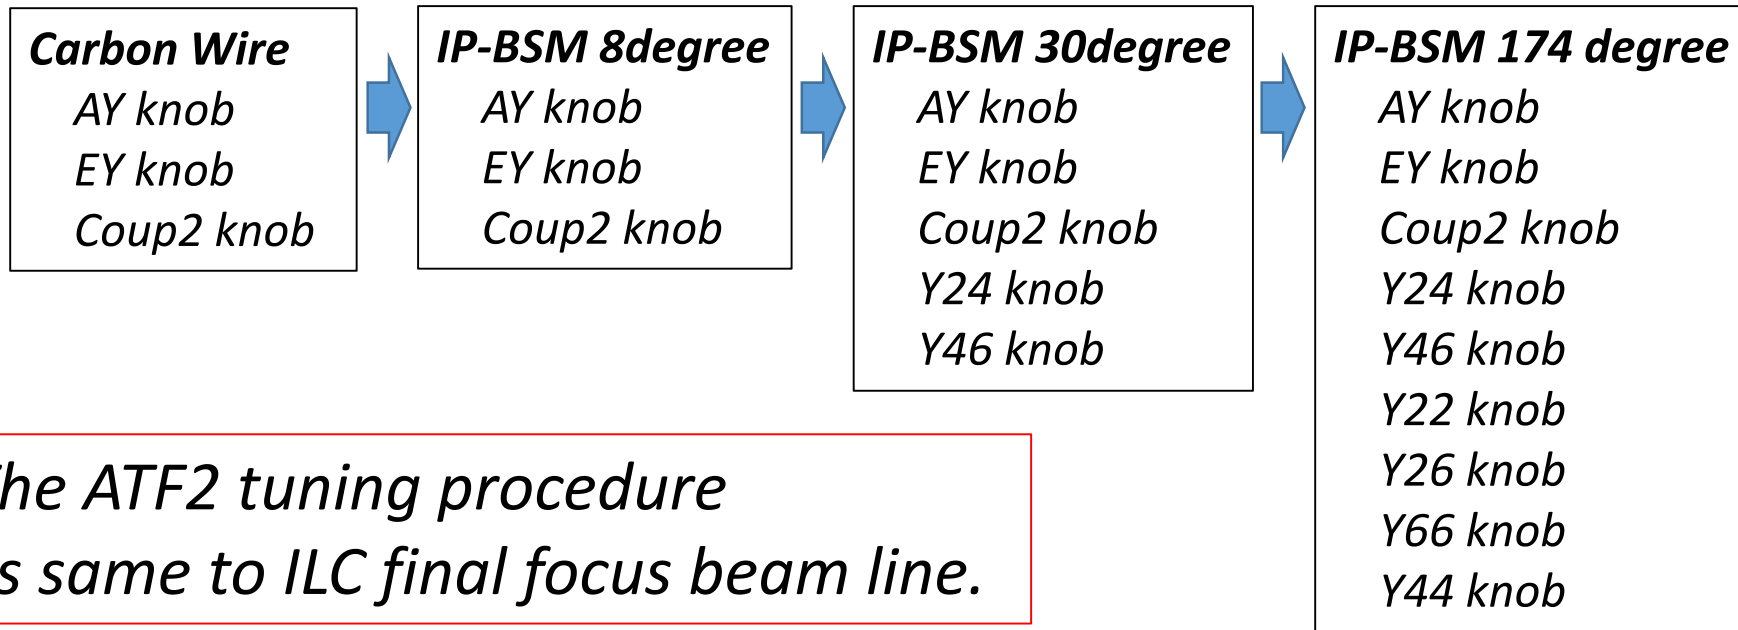 Carbon Wire
AY knob
EY knob
Coup2 knob
IP-BSM 8degree
AY knob
EY knob
Coup2 knob
IP-BSM 30degree
AY knob
EY knob
Coup2 knob
Y24 knob
Y46 knob
IP-BSM 174 degree
AY knob
EY knob
Coup2 knob
Y24 knob
Y46 knob
Y22 knob
Y26 knob
Y66 knob
Y44 knob
he ATF2 tuning procedure
s same to ILC final focus beam line.